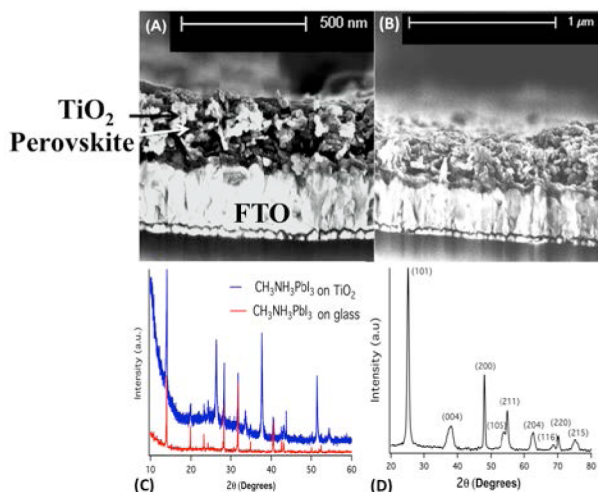 (A)
500 nm
(B)
1 μm
TiO₂
Perovskite
FTO
CH₃NH₃PbI₃ on TiO₂
CH₃NH₃PbI₃ on glass
Intensity (a.u.)
10 20 30 40 50 60
(C)
2θ (Degrees)
(101)
(004)
(200)
(105)
(211)
(204)
(116)
(220)
(215)
Intensity (a.u)
10 20 30 40 50 60 70 80
(D)
2θ (Degrees)